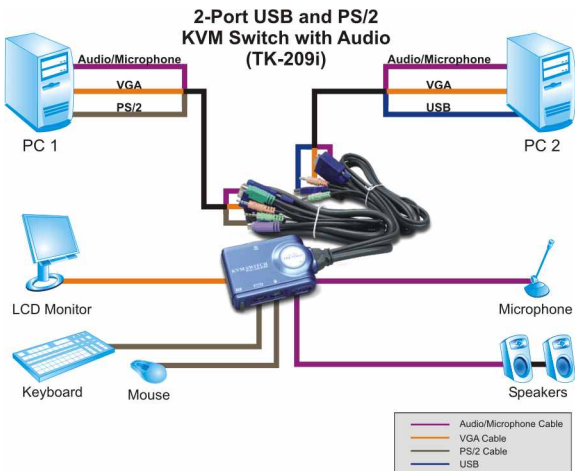 2-Port USB and PS/2
KVM Switch with Audio
(TK-209i)
Audio/Microphone
VGA
PS/2
PC 1
Audio/Microphone
VGA
USB
PC 2
KVM SWITCH
LCD Monitor
Microphone
Keyboard
Mouse
Speakers
Audio/Microphone Cable
VGA Cable
PS/2 Cable
USB